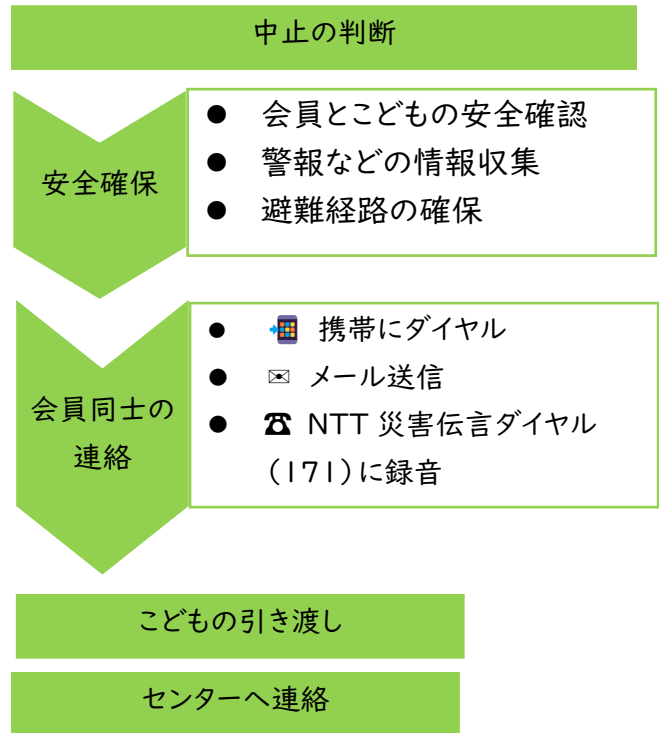 中止の判断
安全確保
● 会員とこどもの安全確認
● 警報などの情報収集
● 避難経路の確保
会員同士の
連絡
● 📲 携帯にダイヤル
● ✉ メール送信
● ☎ NTT 災害伝言ダイヤル
(171)に録音
こどもの引き渡し
センターへ連絡